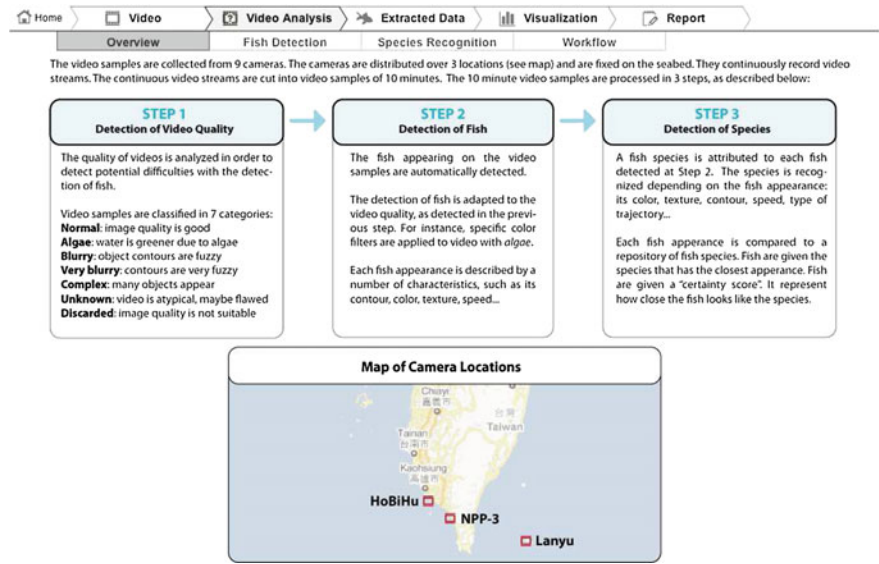 Home
Video
Video Analysis
Extracted Data
Visualization
Report
Overview
Fish Detection
Species Recognition
Workflow
The video samples are collected from 9 cameras. The cameras are distributed over 3 locations (see map) and are fixed on the seabed. They continuously record video
streams. The continuous video streams are cut into video samples of 10 minutes. The 10 minute video samples are processed in 3 steps, as described below:
STEP 1
Detection of Video Quality
The quality of videos is analyzed in order to
detect potential difficulties with the detec-
tion of fish.
Video samples are classified in 7 categories:
Normal: image quality is good
Algae: water is greener due to algae
Blurry: object contours are fuzzy
Very blurry: contours are very fuzzy
Complex: many objects appear
Unknown: video is atypical, maybe flawed
Discarded: image quality is not suitable
STEP 2
Detection of Fish
The fish appearing on the video
samples are automatically detected.
The detection of fish is adapted to the
video quality, as detected in the previ-
ous step. For instance, specific color
filters are applied to video with algae.
Each fish appearance is described by a
number of characteristics, such as its
contour, color, texture, speed...
STEP 3
Detection of Species
A fish species is attributed to each fish
detected at Step 2. The species is recog-
nized depending on the fish appearance:
its color, texture, contour, speed, type of
trajectory...
Each fish apperance is compared to a
repository of fish species. Fish are given the
species that has the closest apperance. Fish
are given a "certainty score". It represent
how close the fish looks like the species.
Map of Camera Locations
Chiayi
嘉義市
台灣
Taiwan
Tainan
台南市
Kaohsiung
高雄市
HoBiHu
NPP-3
Lanyu